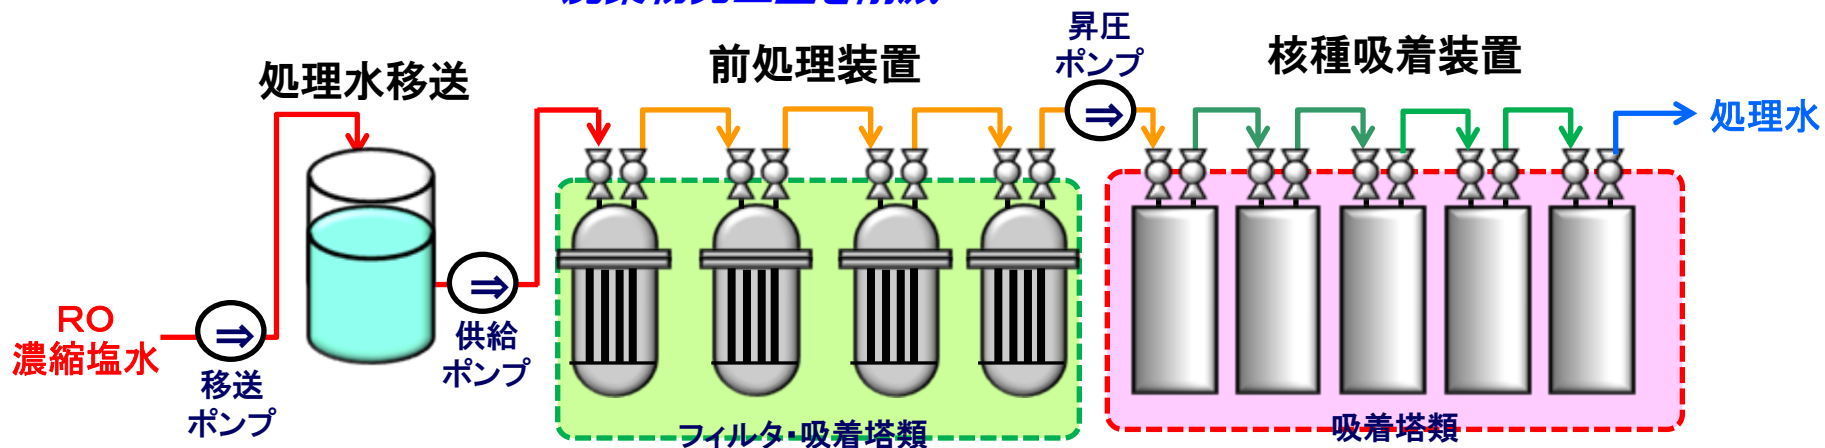 処理水移送
前処理装置
昇圧
ポンプ
核種吸着装置
処理水
RO
濃縮塩水
移送
ポンプ
供給
ポンプ
フィルタ・吸着塔類
吸着塔類